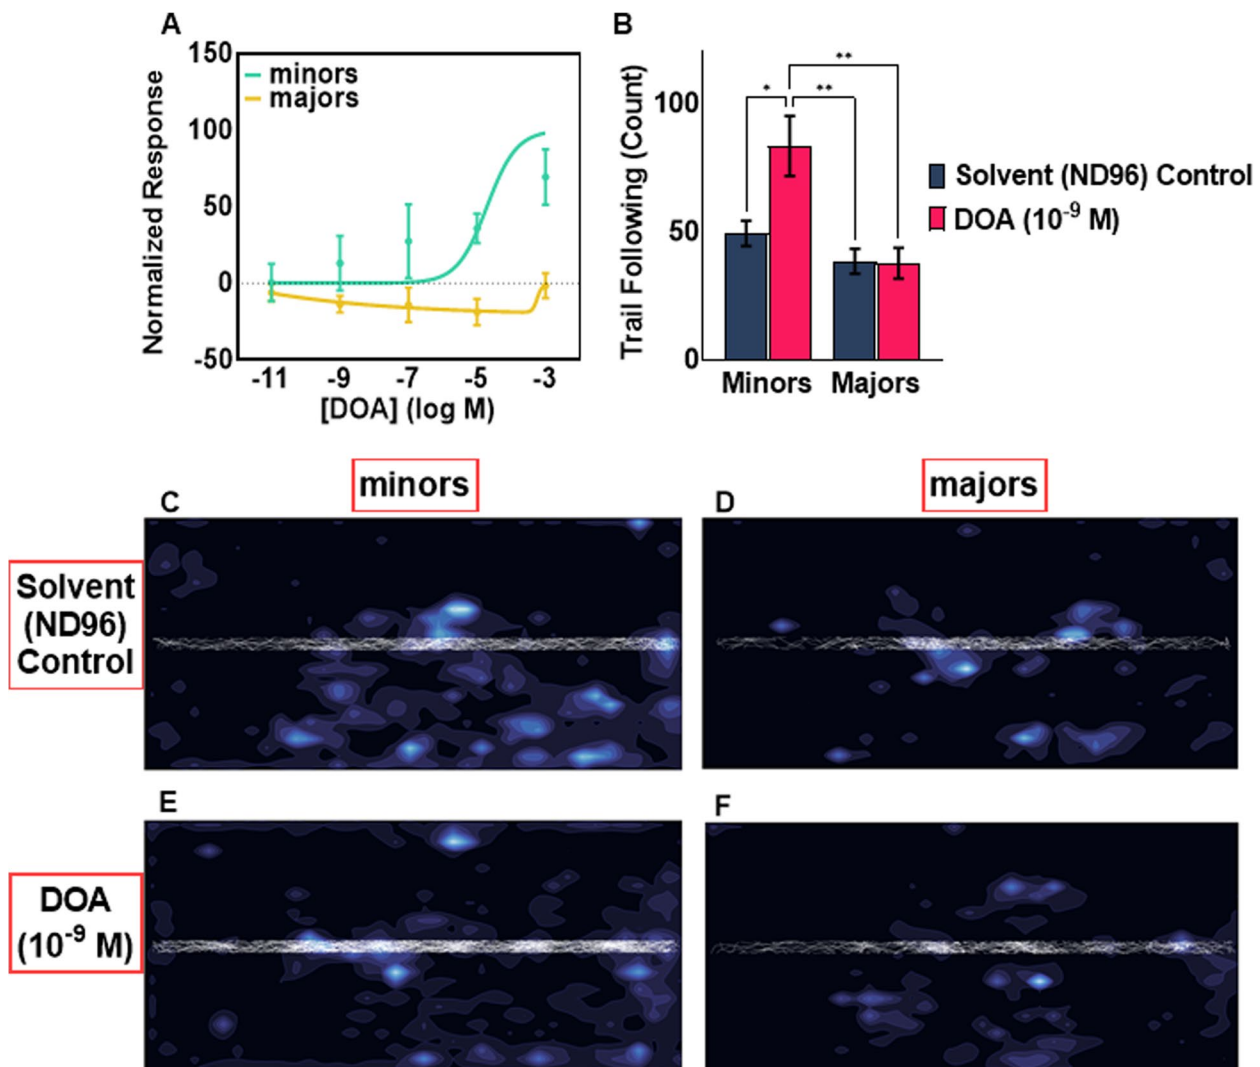 A
B
Normalized Response
150
100
50
0
-50
minors
majors
-11 -9 -7 -5 -3
[DOA] (log M)
Trail Following (Count)
100
50
0
* ** **
Minors Majors
Solvent (ND96) Control
DOA (10⁻⁹ M)
minors
majors
C
D
Solvent
(ND96)
Control
E
F
DOA
(10⁻⁹ M)